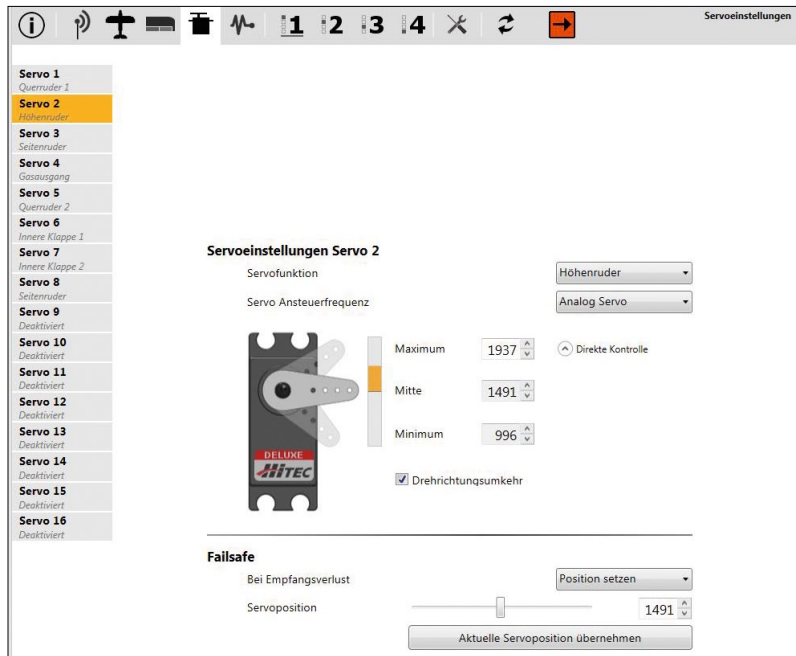 1 2 3 4
Servoeinstellungen
Servo 1
Querruder 1
Servo 2
Höhenruder
Servo 3
Seitenruder
Servo 4
Gasausgang
Servo 5
Querruder 2
Servo 6
Innere Klappe 1
Servo 7
Innere Klappe 2
Servo 8
Seitenruder
Servo 9
Deaktiviert
Servo 10
Deaktiviert
Servo 11
Deaktiviert
Servo 12
Deaktiviert
Servo 13
Deaktiviert
Servo 14
Deaktiviert
Servo 15
Deaktiviert
Servo 16
Deaktiviert
Servoeinstellungen Servo 2
Servofunktion Höhenruder
Servo Ansteuerfrequenz Analog Servo
Maximum 1937 Direkte Kontrolle
Mitte 1491
Minimum 996
DELUXE
HiTEC
Drehrichtungsumkehr
Failsafe
Bei Empfangsverlust Position setzen
Servoposition 1491
Aktuelle Servoposition übernehmen